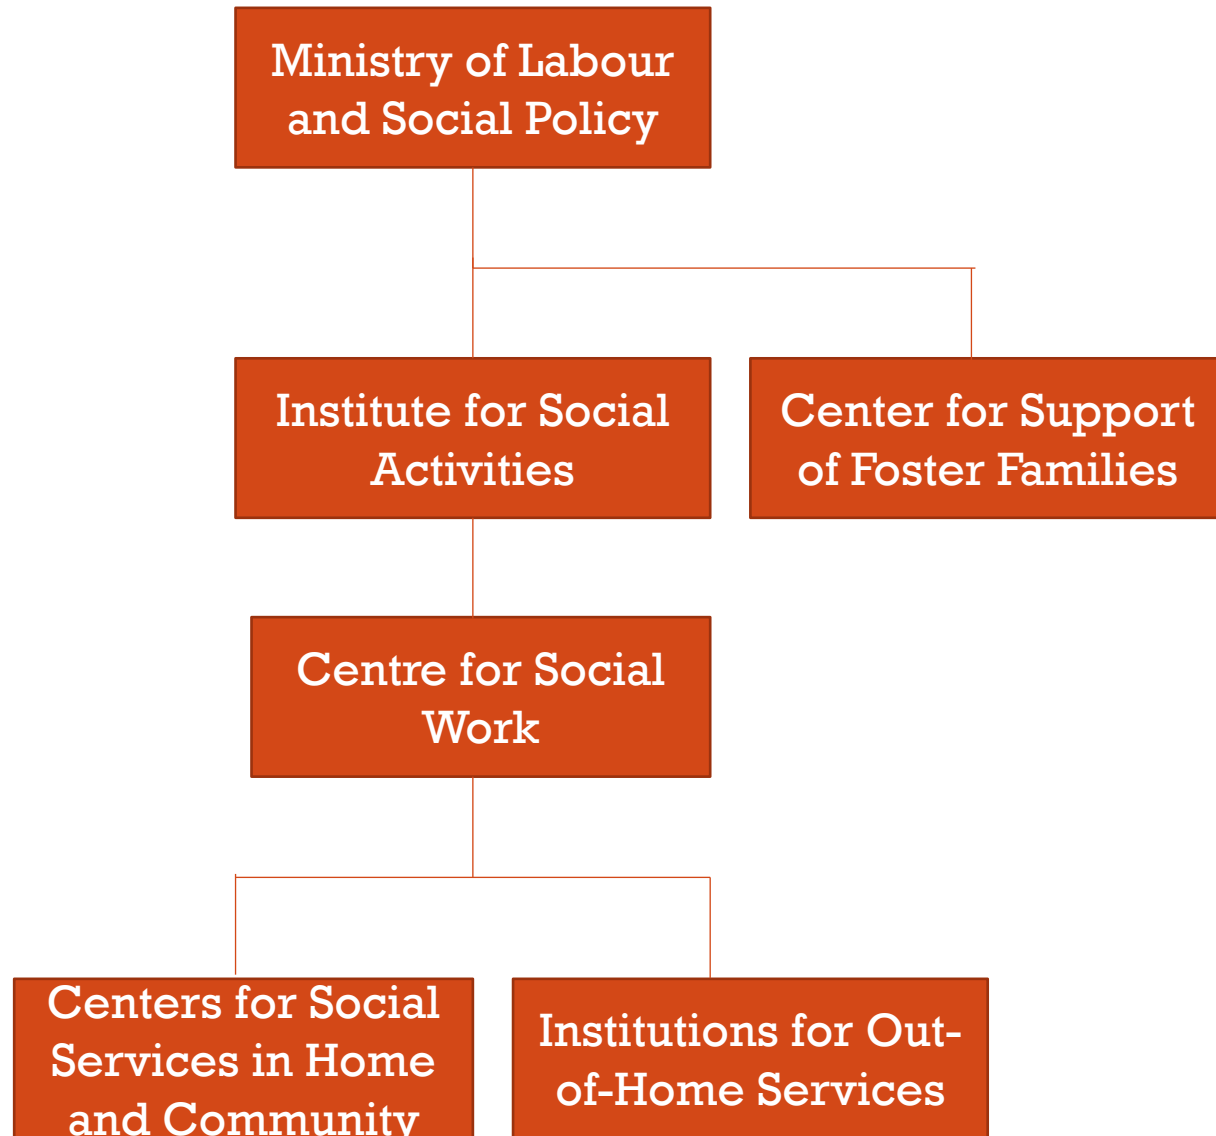 Ministry of Labour
and Social Policy
Institute for Social
Activities
Center for Support
of Foster Families
Centre for Social
Work
Centers for Social
Services in Home
and Community
Institutions for Out-
of-Home Services